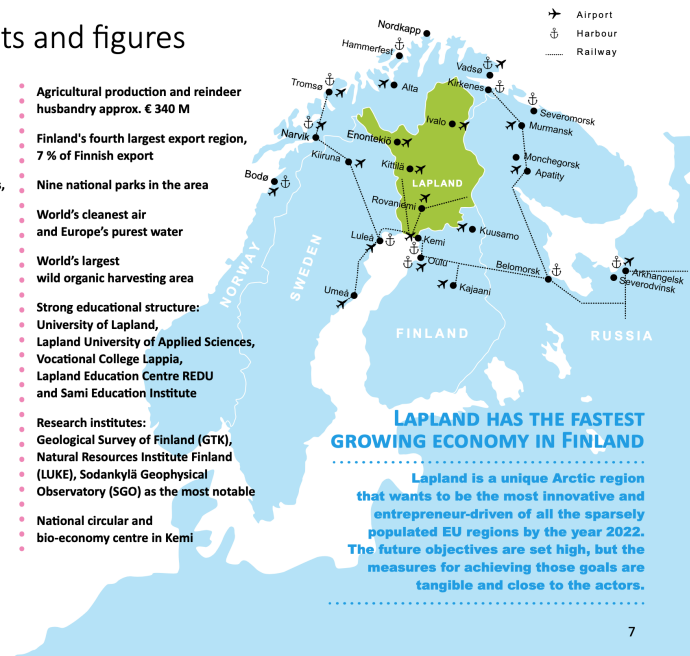 ts and figures
Agricultural production and reindeer
husbandry approx. € 340 M
Finland's fourth largest export region,
7 % of Finnish export
s,
Nine national parks in the area
World's cleanest air
and Europe's purest water
World's largest
wild organic harvesting area
Strong educational structure:
University of Lapland,
Lapland University of Applied Sciences,
Vocational College Lappia,
Lapland Education Centre REDU
and Sami Education Institute
Research institutes:
Geological Survey of Finland (GTK),
Natural Resources Institute Finland
(LUKE), Sodankylä Geophysical
Observatory (SGO) as the most notable
National circular and
bio-economy centre in Kemi
Airport
Harbour
Railway
Nordkapp
Hammerfest
Vadsø
Tromsø
Alta
Kirkenes
Severomorsk
Ivalo
Murmansk
Narvik
Enontekiö
Kiiruna
Kittilä
Monchegorsk
Apatity
Bodø
LAPLAND
Rovaniemi
Luleå
Kemi
Kuusamo
Oulu
Belomorsk
Arkhangelsk
Severodvinsk
Umeå
Kajaani
NORWAY
SWEDEN
FINLAND
RUSSIA
LAPLAND HAS THE FASTEST
GROWING ECONOMY IN FINLAND
Lapland is a unique Arctic region
that wants to be the most innovative and
entrepreneur-driven of all the sparsely
populated EU regions by the year 2022.
The future objectives are set high, but the
measures for achieving those goals are
tangible and close to the actors.
7